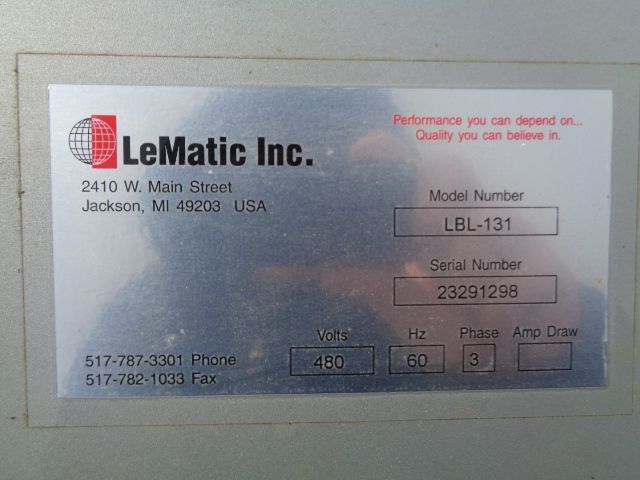 LeMatic Inc.
2410 W. Main Street
Jackson, MI 49203 USA
Performance you can depend on...
Quality you can believe in.
Model Number
LBL-131
Serial Number
23291298
Volts Hz Phase Amp Draw
480 60 3
517-787-3301 Phone
517-782-1033 Fax